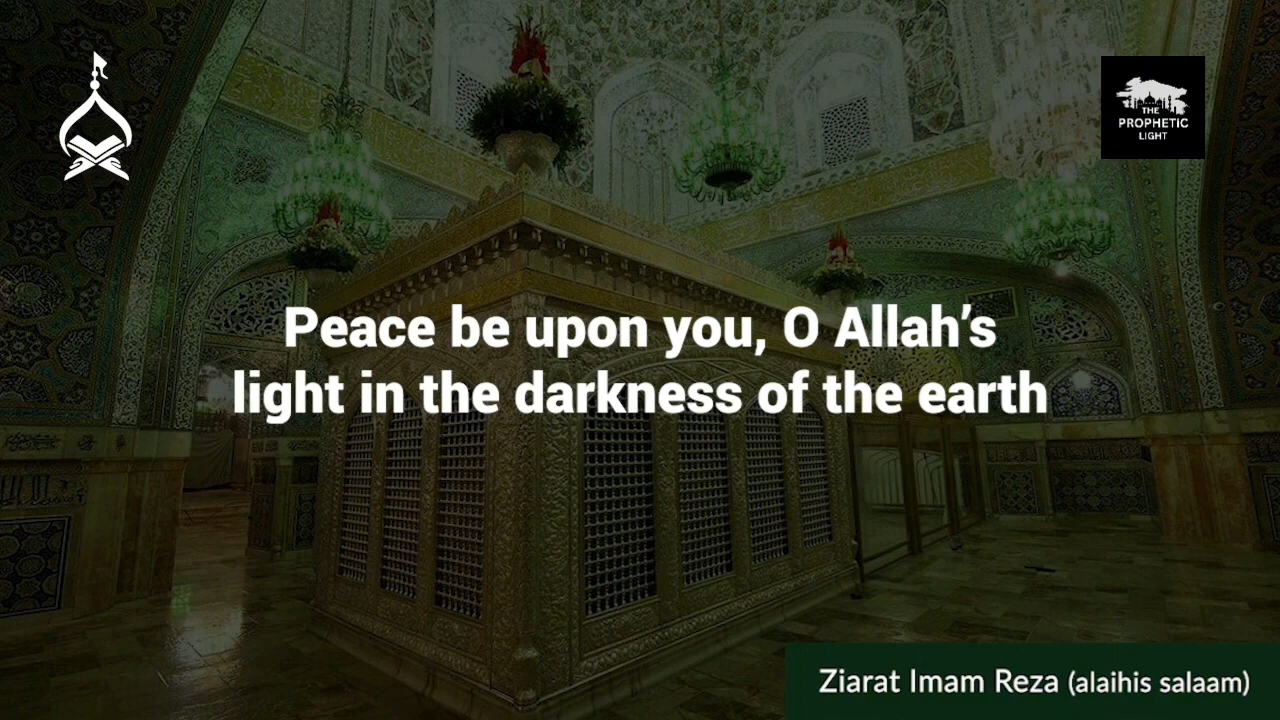 THE
PROPHETIC
LIGHT
Peace be upon you, O Allah’s
light in the darkness of the earth
Ziarat Imam Reza (alaihis salaam)